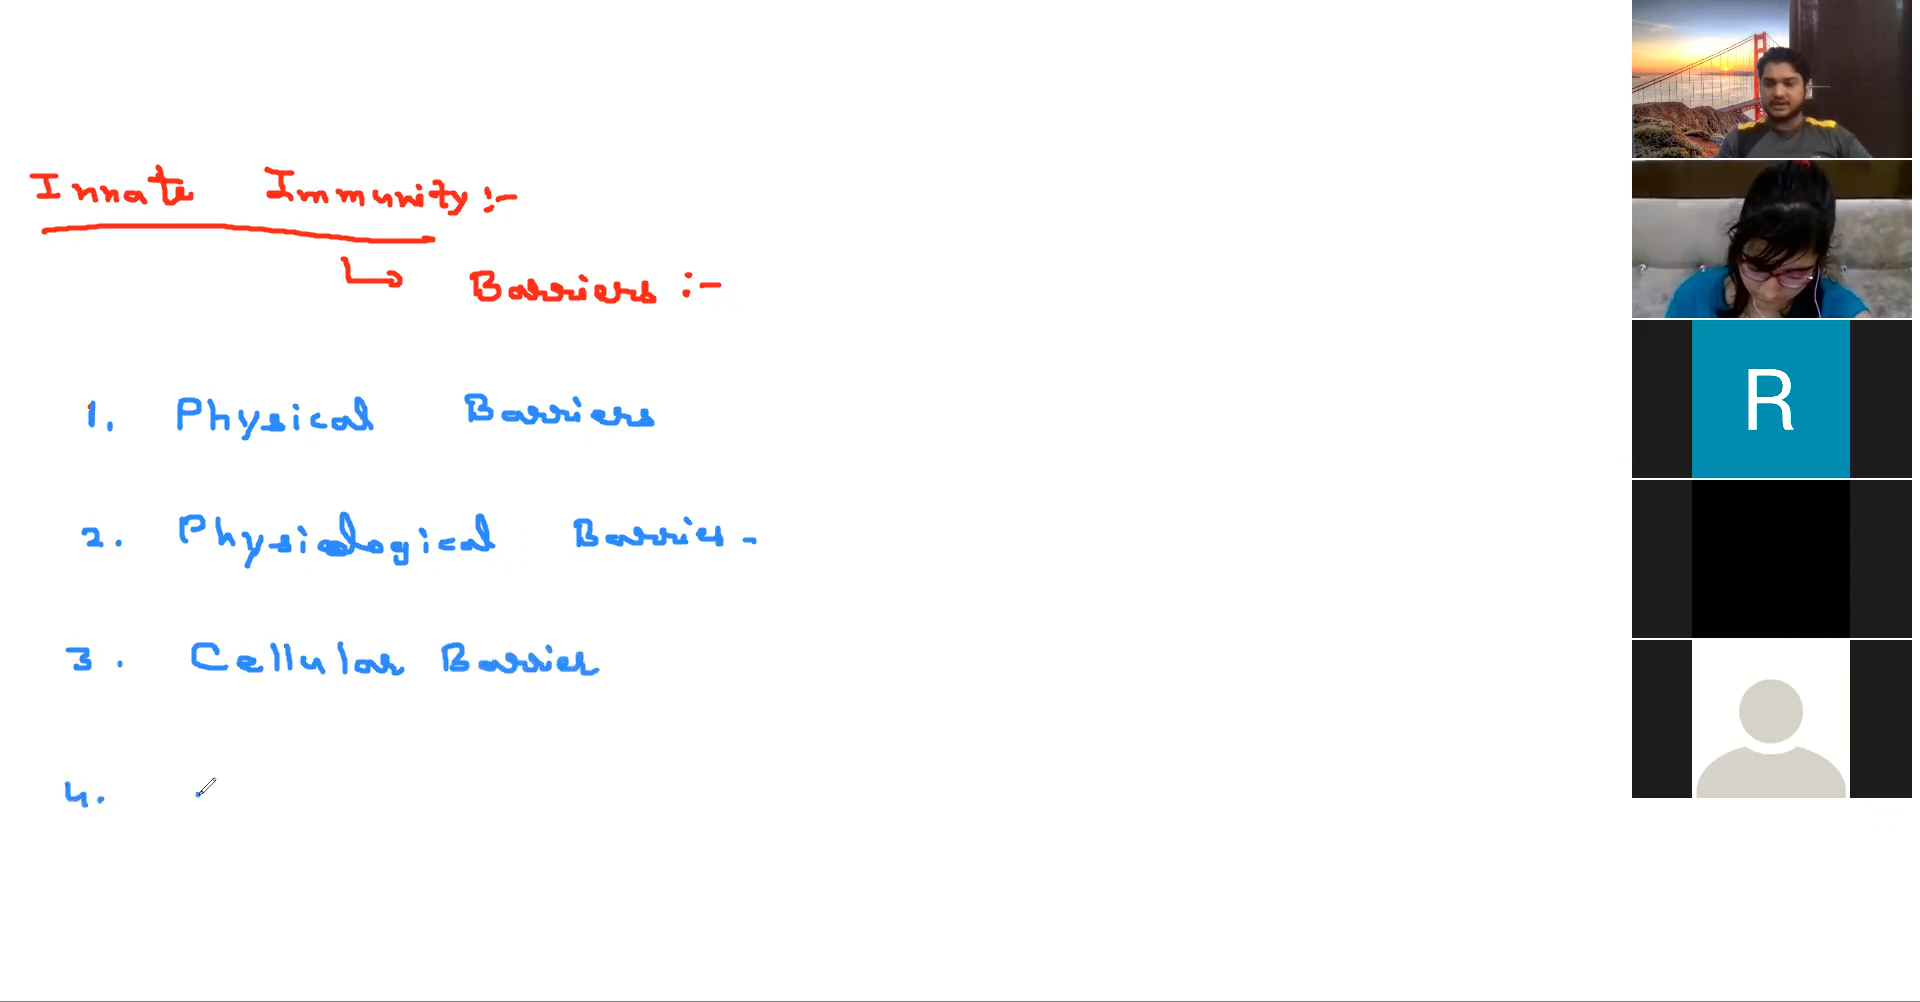 Innate Immunity :-
↳ Barriers :-
1. Physical Barriers
2. Physiological Barrier -
3. Cellular Barrier
4.
R